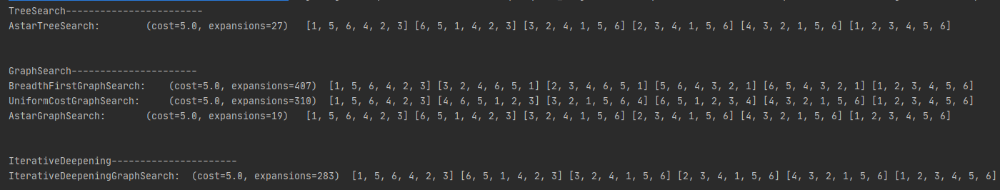 TreeSearch------------------------
AstarTreeSearch: (cost=5.0, expansions=27) [1, 5, 6, 4, 2, 3] [6, 5, 1, 4, 2, 3] [3, 2, 4, 1, 5, 6] [2, 3, 4, 1, 5, 6] [4, 3, 2, 1, 5, 6] [1, 2, 3, 4, 5, 6]
GraphSearch----------------------
BreadthFirstGraphSearch: (cost=5.0, expansions=407) [1, 5, 6, 4, 2, 3] [3, 2, 4, 6, 5, 1] [2, 3, 4, 6, 5, 1] [5, 6, 4, 3, 2, 1] [6, 5, 4, 3, 2, 1] [1, 2, 3, 4, 5, 6]
UniformCostGraphSearch: (cost=5.0, expansions=310) [1, 5, 6, 4, 2, 3] [4, 6, 5, 1, 2, 3] [3, 2, 1, 5, 6, 4] [6, 5, 1, 2, 3, 4] [4, 3, 2, 1, 5, 6] [1, 2, 3, 4, 5, 6]
AstarGraphSearch: (cost=5.0, expansions=19) [1, 5, 6, 4, 2, 3] [6, 5, 1, 4, 2, 3] [3, 2, 4, 1, 5, 6] [2, 3, 4, 1, 5, 6] [4, 3, 2, 1, 5, 6] [1, 2, 3, 4, 5, 6]
IterativeDeepening----------------------
IterativeDeepeningGraphSearch: (cost=5.0, expansions=283) [1, 5, 6, 4, 2, 3] [6, 5, 1, 4, 2, 3] [3, 2, 4, 1, 5, 6] [2, 3, 4, 1, 5, 6] [4, 3, 2, 1, 5, 6] [1, 2, 3, 4, 5, 6]